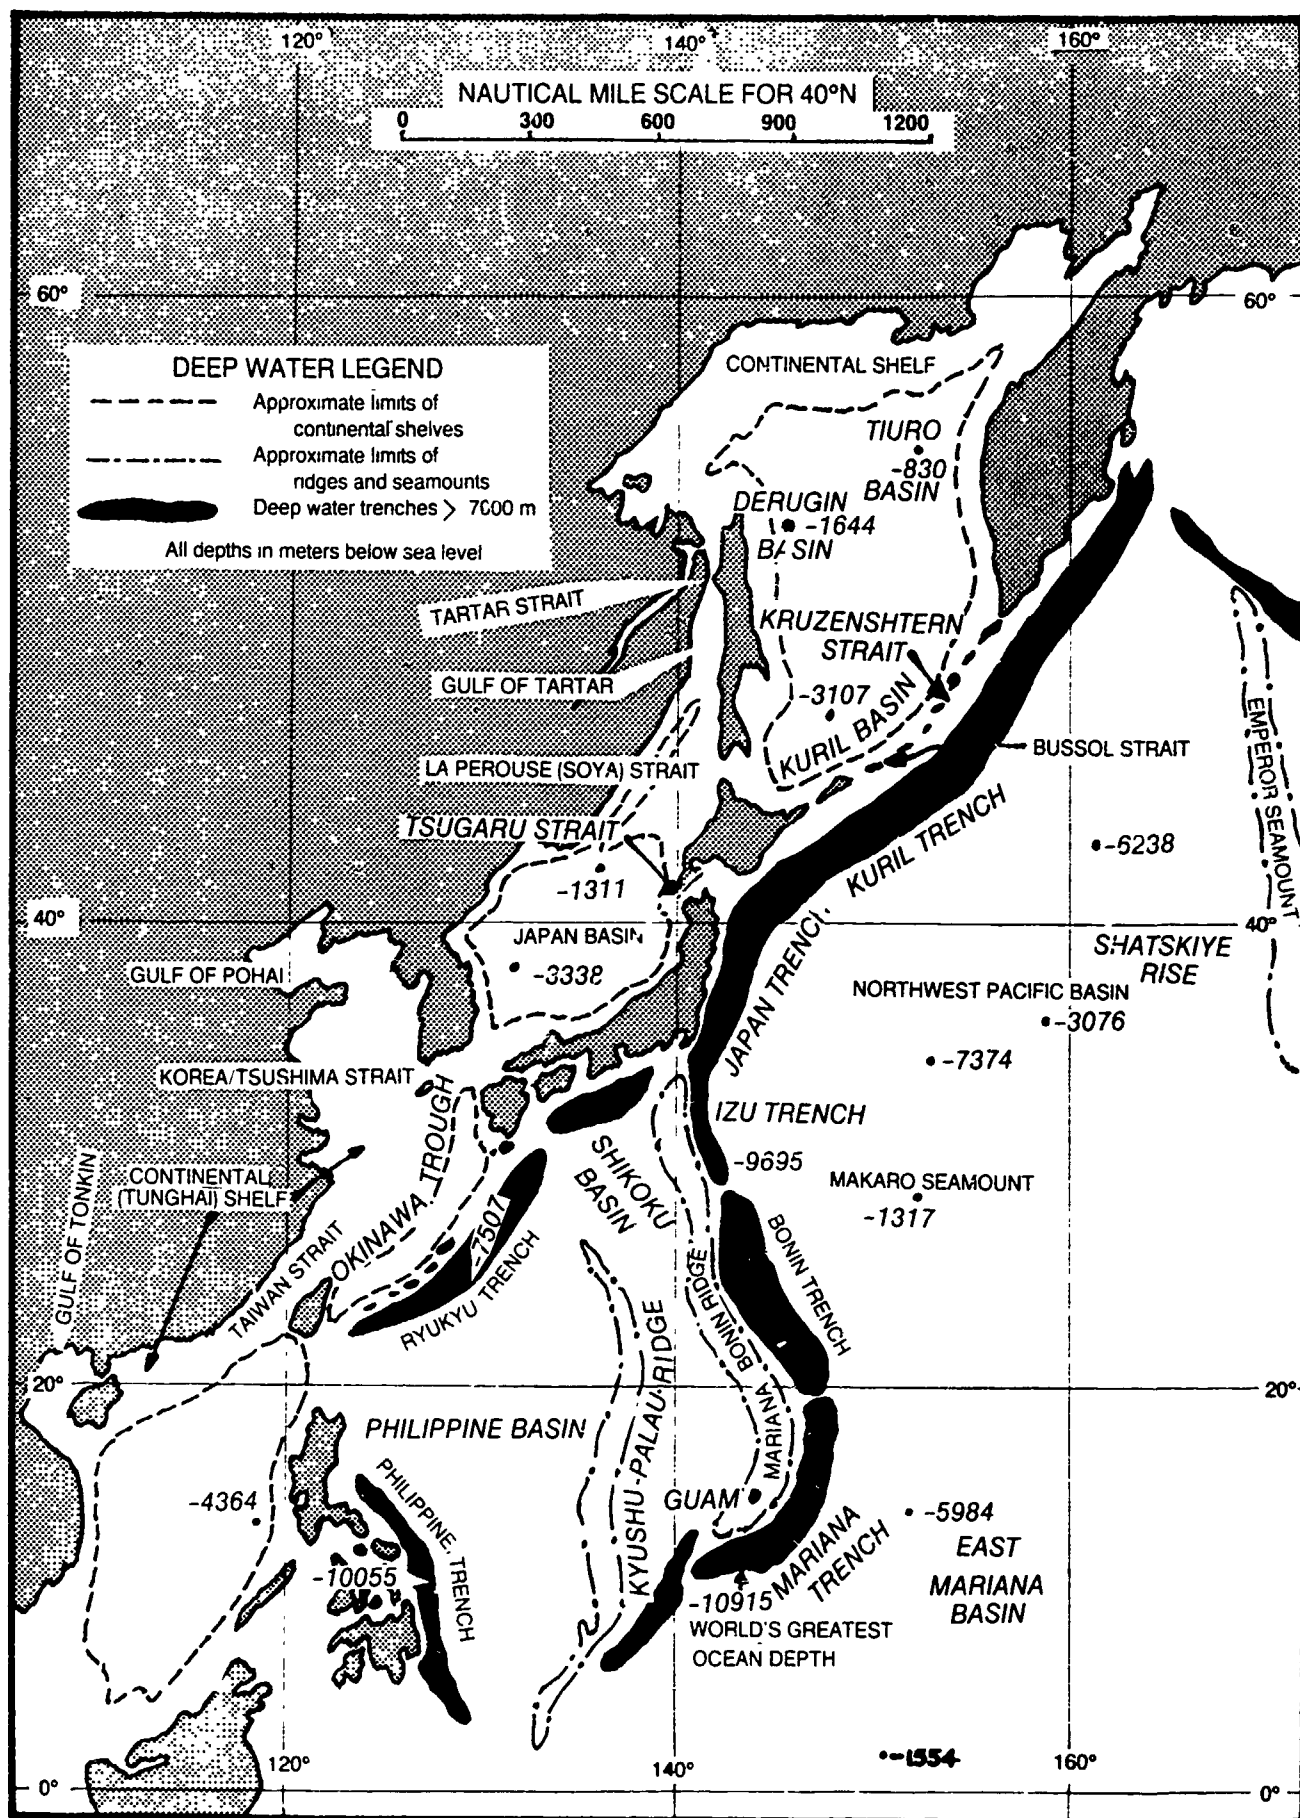 120°
140°
160°
NAUTICAL MILE SCALE FOR 40°N
0 300 600 900 1200
60°
60°
DEEP WATER LEGEND
Approximate limits of
continental shelves
Approximate limits of
ridges and seamounts
Deep water trenches > 7000 m
All depths in meters below sea level
CONTINENTAL SHELF
TIURO
-830
BASIN
DERUGIN
-1644
BASIN
TARTAR STRAIT
KRUZENSHTERN
STRAIT
GULF OF TARTAR
-3107
KURIL BASIN
BUSSOL STRAIT
LA PEROUSE (SOYA) STRAIT
EMPEROR SEAMOUNT
TSUGARU STRAIT
KURIL TRENCH
-6238
-1311
40°
40°
JAPAN BASIN
-3338
JAPAN TRENCH
SHATSKIYE
RISE
GULF OF POHAI
NORTHWEST PACIFIC BASIN
-3076
-7374
KOREA/TSUSHIMA STRAIT
IZU TRENCH
-9695
SHIKOKU
BASIN
MAKARO SEAMOUNT
-1317
CONTINENTAL
(TUNGHAI) SHELF
GULF OF TONKIN
OKINAWA TROUGH
TAIWAN STRAIT
-7507
RYUKYU TRENCH
BONIN TRENCH
MARIANA BONIN RIDGE
20°
20°
PHILIPPINE BASIN
KYUSHU-PALAU RIDGE
PHILIPPINE TRENCH
-4364
GUAM
-5984
EAST
MARIANA
BASIN
MARIANA
TRENCH
-10055
-10915
WORLD'S GREATEST
OCEAN DEPTH
-1554
120°
140°
160°
0°
0°